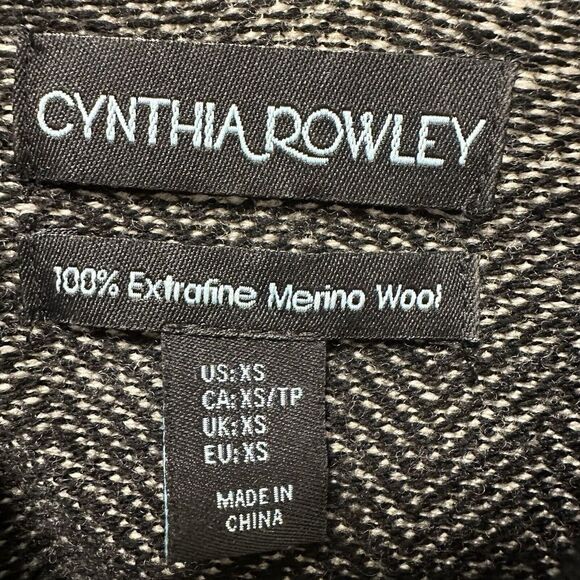 CYNTHIA ROWLEY
100% Extrafine Merino Wool
US:XS
CA:XS/TP
UK:XS
EU:XS
MADE IN
CHINA